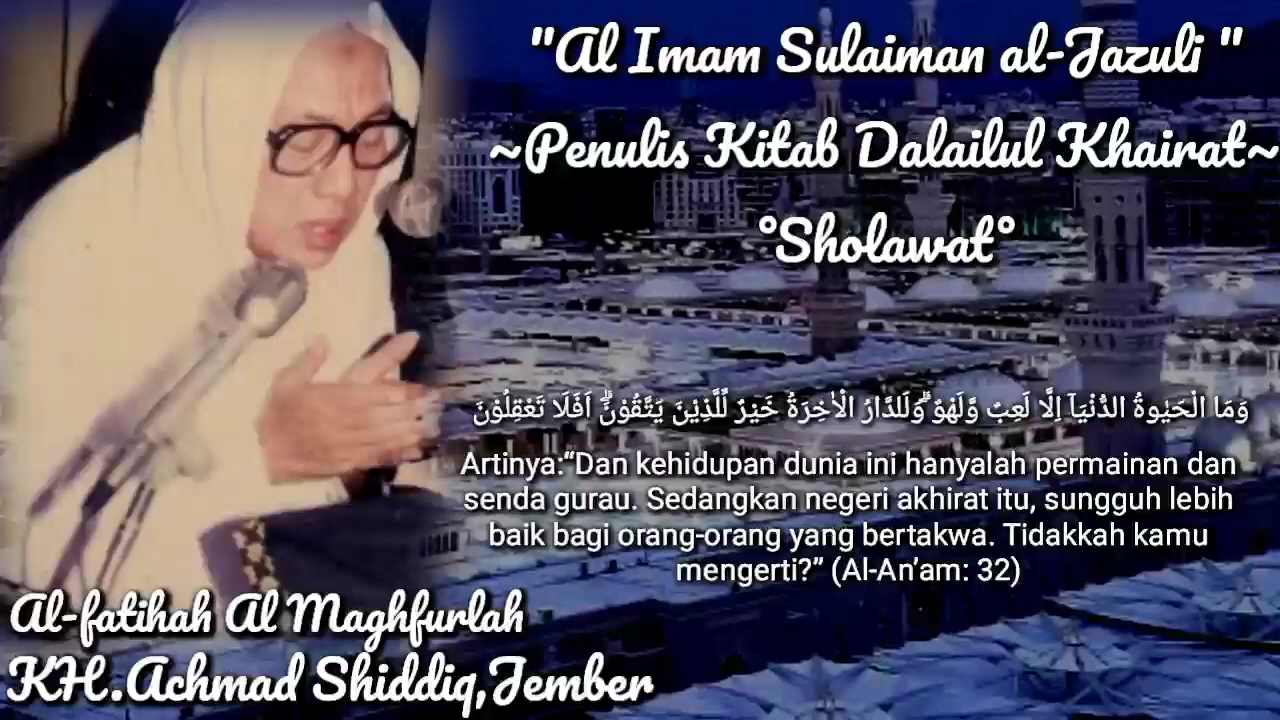 "Al Imam Sulaiman al-Jazuli "
~Penulis Kitab Dalailul Khairat~
°Sholawat°
وَمَا الْحَيٰوةُ الدُّنْيَآ اِلَّا لَعِبٌ وَّلَهْوٌ ۗوَلَلدَّارُ الْاٰخِرَةُ خَيْرٌ لِّلَّذِيْنَ يَتَّقُوْنَۗ اَفَلَا تَعْقِلُوْنَ
Artinya:“Dan kehidupan dunia ini hanyalah permainan dan
senda gurau. Sedangkan negeri akhirat itu, sungguh lebih
baik bagi orang-orang yang bertakwa. Tidakkah kamu
mengerti?” (Al-An’am: 32)
Al-fatihah Al Maghfurlah
KH.Achmad Shiddiq,Jember